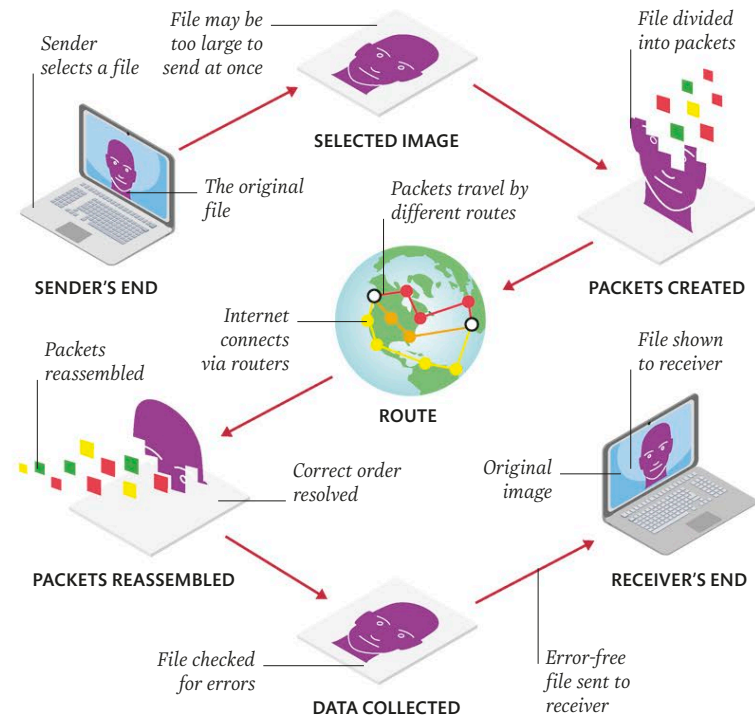 Sender
selects a file
File may be
too large to
send at once
File divided
into packets
SELECTED IMAGE
The original
file
SENDER'S END
Packets travel by
different routes
PACKETS CREATED
Internet
connects
via routers
ROUTE
Packets
reassembled
File shown
to receiver
Correct order
resolved
Original
image
PACKETS REASSEMBLED
RECEIVER'S END
File checked
for errors
DATA COLLECTED
Error-free
file sent to
receiver